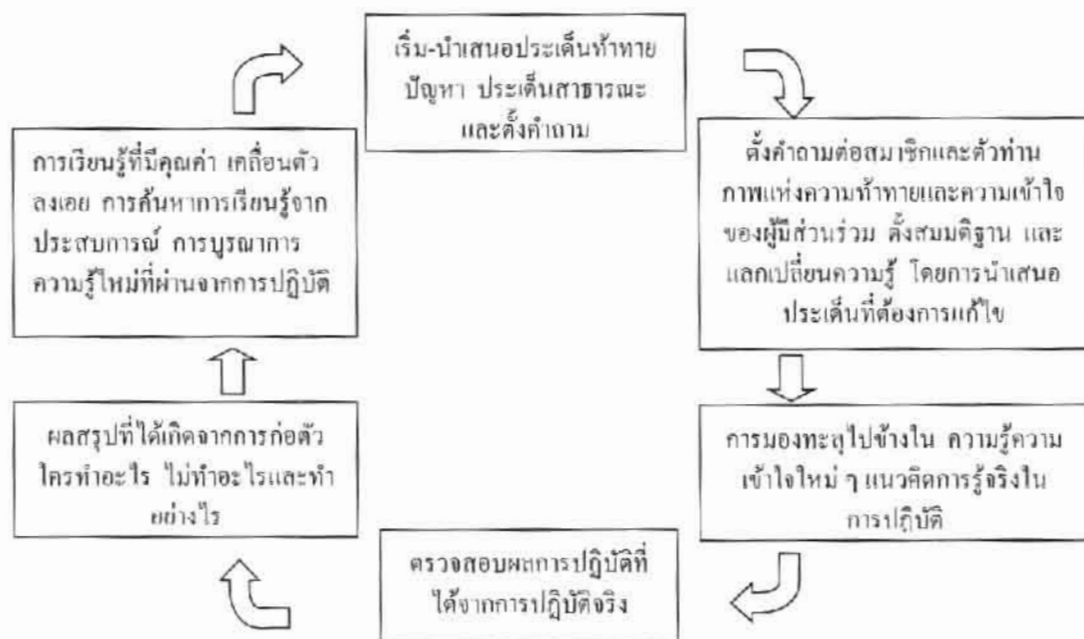 เริ่ม-นำเสนอประเด็นท้าทาย
ปัญหา ประเด็นสาธารณะ
และตั้งคำถาม
ตั้งคำถามต่อสมาชิกและตัวท่าน
ภาพแห่งความท้าทายและความเข้าใจ
ของผู้มีส่วนร่วม ตั้งสมมติฐาน และ
แลกเปลี่ยนความรู้ โดยการนำเสนอ
ประเด็นที่ต้องการแก้ไข
การมองทะลุไปข้างใน ความรู้ความ
เข้าใจใหม่ ๆ แนวคิดการรู้จริงใน
การปฏิบัติ
ตรวจสอบผลการปฏิบัติที่
ได้จากการปฏิบัติจริง
ผลสรุปที่ได้เกิดจากการก่อตัว
ใครทำอะไร ไม่ทำอะไรและทำ
อย่างไร
การเรียนรู้ที่มีคุณค่า เคลื่อนตัว
ลงเอย การค้นหาการเรียนรู้จาก
ประสบการณ์ การบูรณาการ
ความรู้ใหม่ที่ผ่านจากการปฏิบัติ